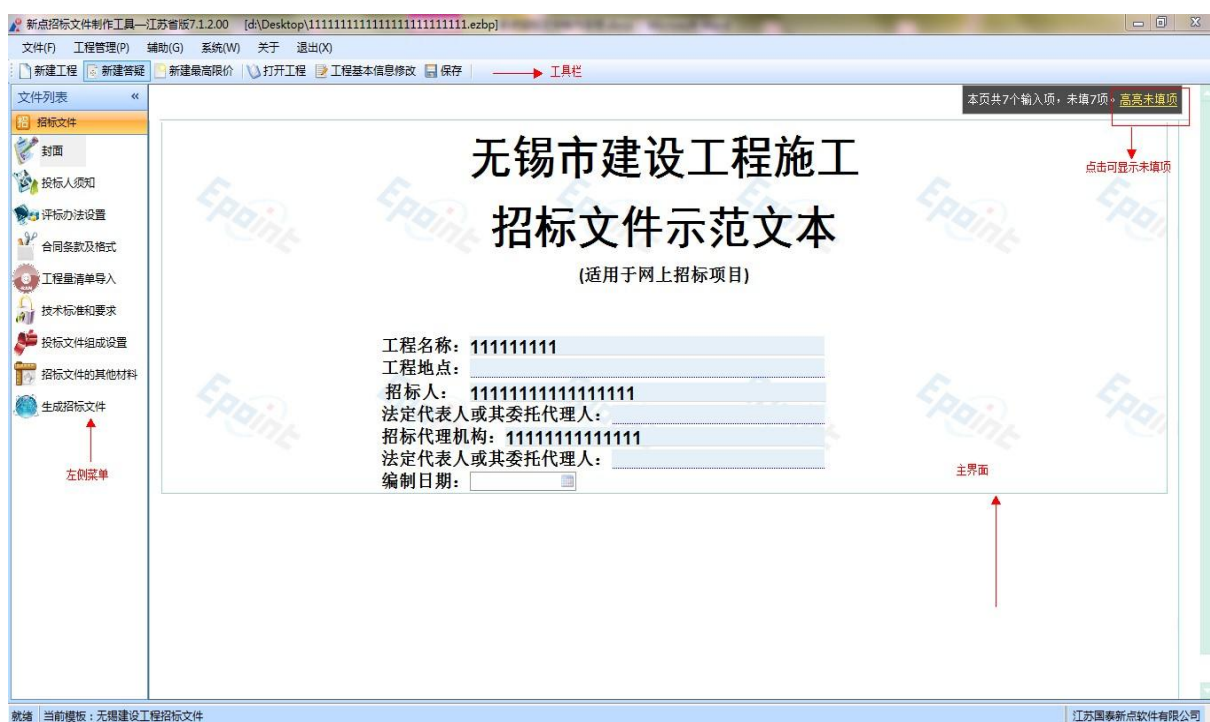 新点招标文件制作工具—江苏省版7.1.2.00 [d:\Desktop\1111111111111111111111111.ezbp]
文件(F) 工程管理(P) 辅助(G) 系统(W) 关于 退出(X)
新建工程 新建答疑 新建最高限价 打开工程 工程基本信息修改 保存 工具栏
文件列表 «
本页共7个输入项，未填7项。高亮未填项
招标文件
封面
投标人须知
评标办法设置
合同条款及格式
工程量清单导入
技术标准和要求
投标文件组成设置
招标文件的其他材料
生成招标文件
左侧菜单
点击可显示未填项
无锡市建设工程施工
招标文件示范文本
(适用于网上招标项目)
工程名称：111111111
工程地点：
招标人： 11111111111111111
法定代表人或其委托代理人：
招标代理机构：11111111111111
法定代表人或其委托代理人：
编制日期：
主界面
Epoint
Epoint
Epoint
Epoint
Epoint
Epoint
Epoint
Epoint
就绪 当前模板：无锡建设工程招标文件
江苏国泰新点软件有限公司